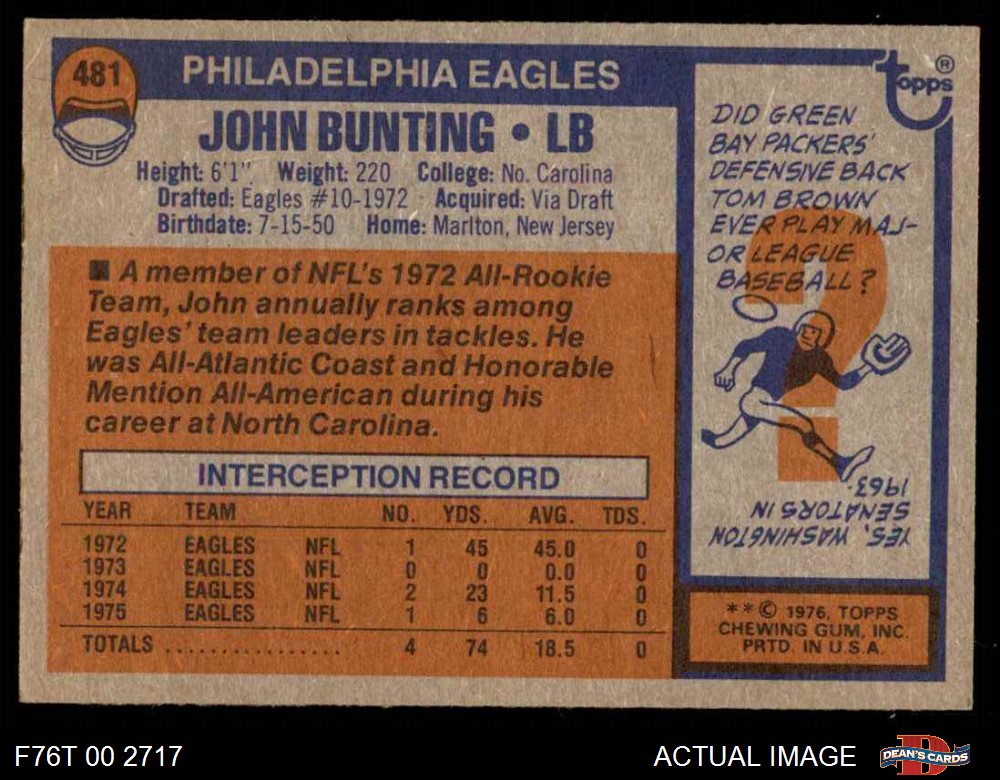 481
PHILADELPHIA EAGLES
JOHN BUNTING • LB
Height: 6'1" Weight: 220 College: No. Carolina
Drafted: Eagles #10-1972 Acquired: Via Draft
Birthdate: 7-15-50 Home: Marlton, New Jersey
■ A member of NFL's 1972 All-Rookie
Team, John annually ranks among
Eagles' team leaders in tackles. He
was All-Atlantic Coast and Honorable
Mention All-American during his
career at North Carolina.
INTERCEPTION RECORD
YEAR TEAM NO. YDS. AVG. TDS.
1972 EAGLES NFL 1 45 45.0 0
1973 EAGLES NFL 0 0 0.0 0
1974 EAGLES NFL 2 23 11.5 0
1975 EAGLES NFL 1 6 6.0 0
TOTALS ................ 4 74 18.5 0
topps ®
DID GREEN
BAY PACKERS'
DEFENSIVE BACK
TOM BROWN
EVER PLAY MAJ-
OR LEAGUE
BASEBALL?
?
YES, WASHINGTON
SENATORS IN
1963.
**© 1976, TOPPS
CHEWING GUM, INC.
PRTD. IN U.S.A.
F76T 00 2717
ACTUAL IMAGE
DEAN'S CARDS